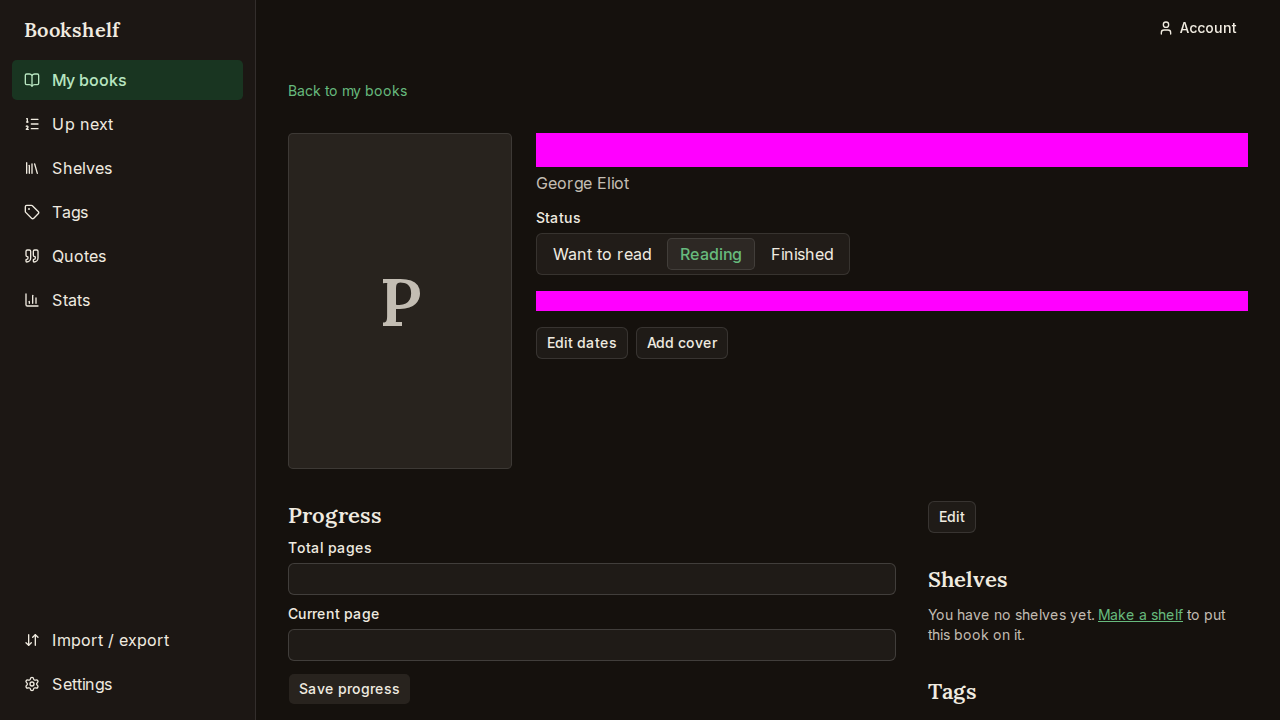 Bookshelf
My books
Up next
Shelves
Tags
Quotes
Stats
Import / export
Settings
Account
Back to my books
P
George Eliot
Status
Want to read
Reading
Finished
Edit dates
Add cover
Progress
Total pages
Current page
Save progress
Edit
Shelves
You have no shelves yet. Make a shelf to put
this book on it.
Tags